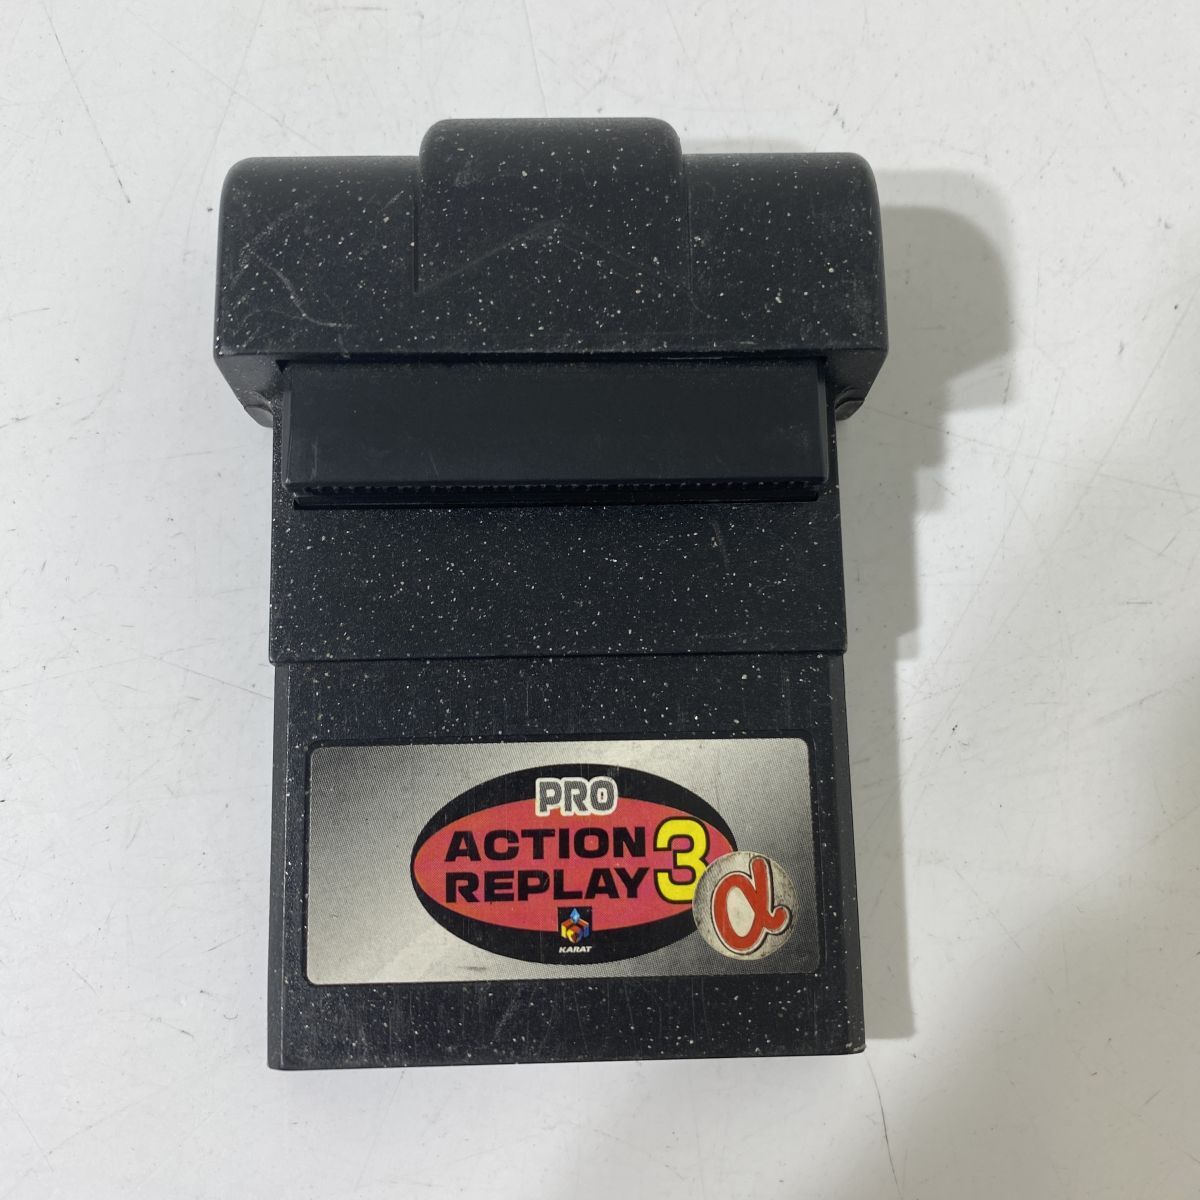 PRO
ACTION
REPLAY 3
α
KARAT